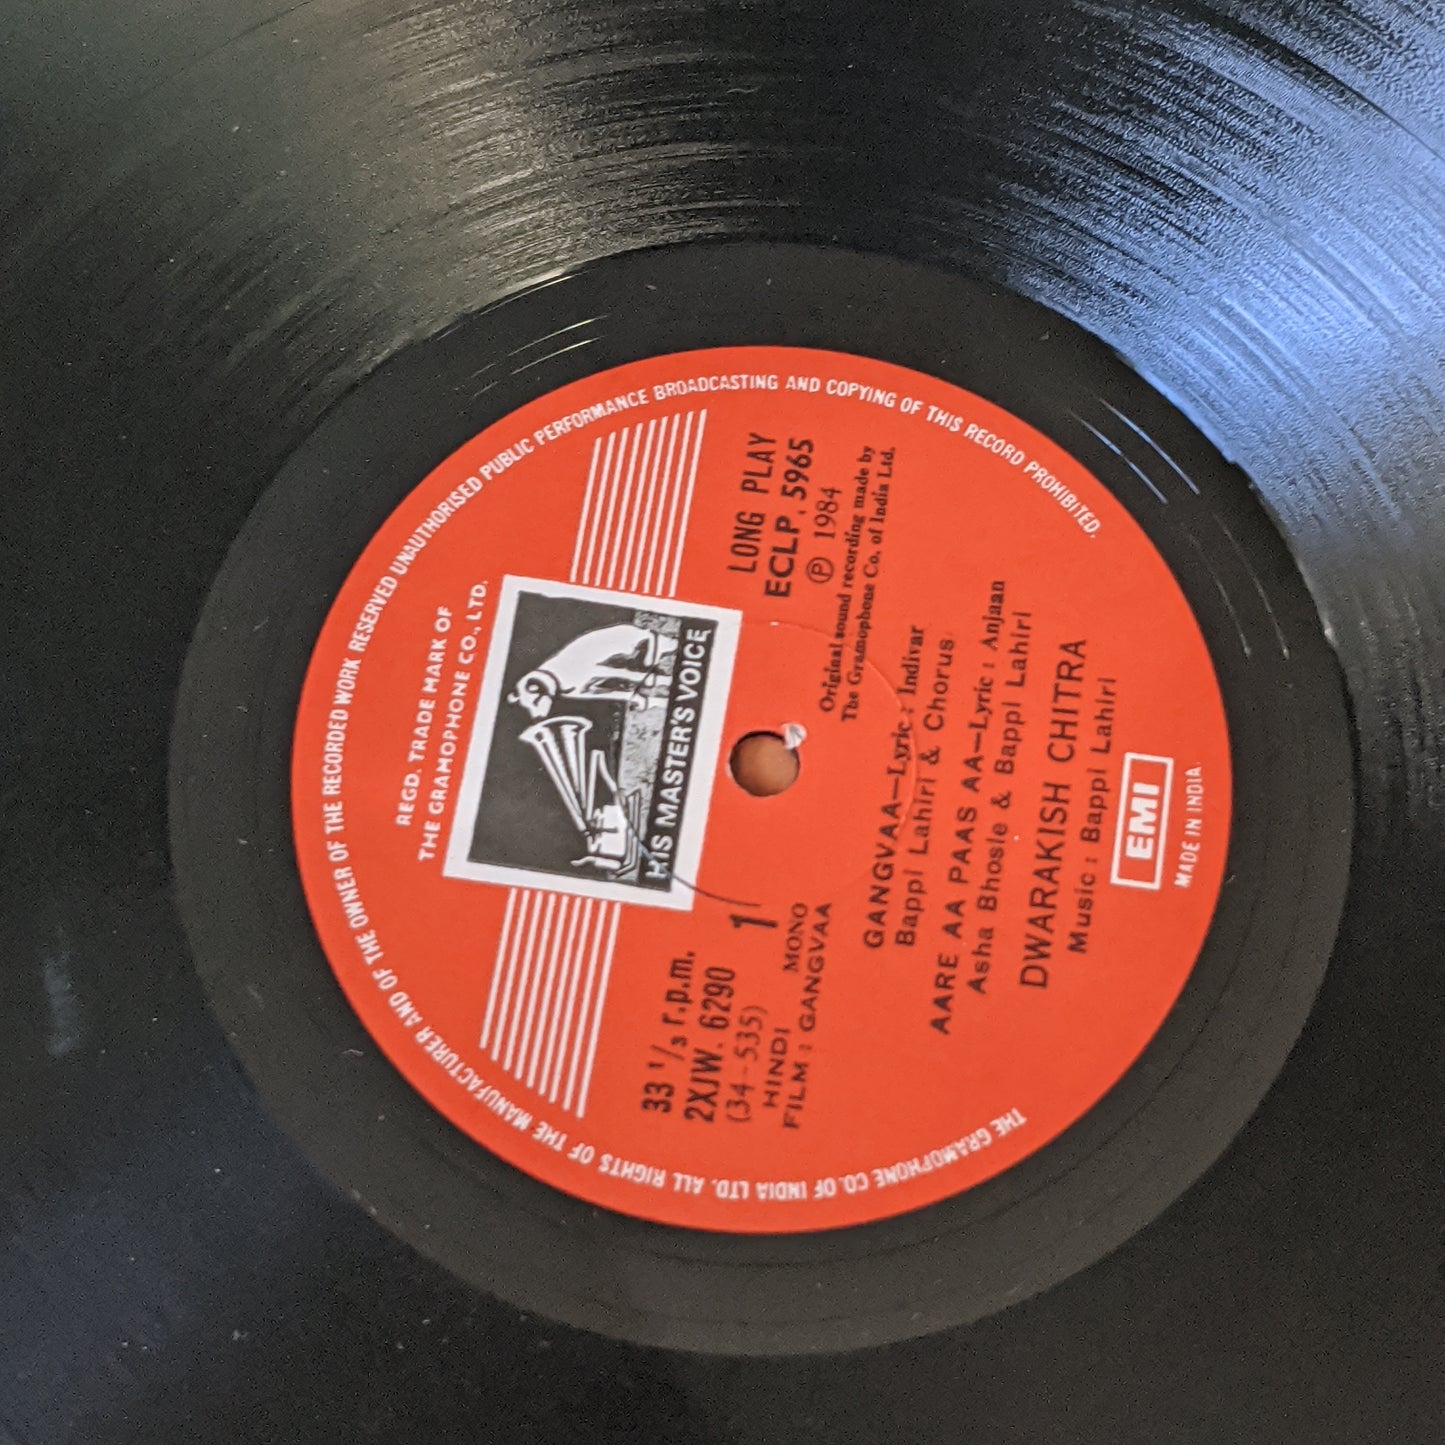 THE GRAMOPHONE CO. OF INDIA LTD. ALL RIGHTS OF THE MANUFACTURER AND OF THE OWNER OF THE RECORDED WORK RESERVED UNAUTHORISED PUBLIC PERFORMANCE BROADCASTING AND COPYING OF THIS RECORD PROHIBITED.
REGD. TRADE MARK OF
THE GRAMOPHONE CO., LTD.
HIS MASTER'S VOICE
33 1/3 r.p.m.
2XJW. 6290
(34-535)
HINDI MONO
FILM : GANGVAA
1
LONG PLAY
ECLP. 5965
Ⓟ 1984
Original sound recording made by
The Gramophone Co. of India Ltd.
GANGVAA—Lyric : Indivar
Bappi Lahiri & Chorus
AARE AA PAAS AA—Lyric : Anjaan
Asha Bhosle & Bappi Lahiri
DWARAKISH CHITRA
Music : Bappi Lahiri
EMI
MADE IN INDIA.